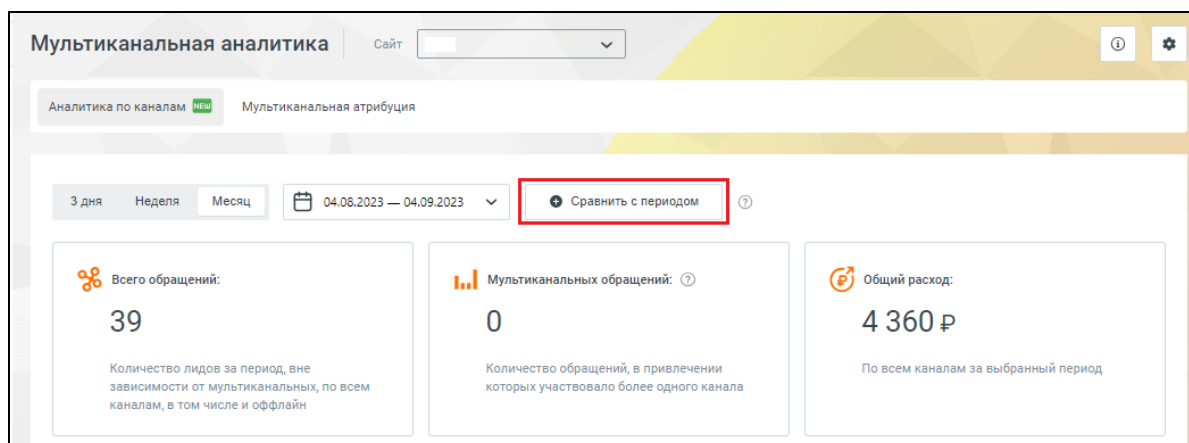 Мультиканальная аналитика
Сайт
Аналитика по каналам NEW
Мультиканальная атрибуция
3 дня Неделя Месяц
04.08.2023 — 04.09.2023
Сравнить с периодом
Всего обращений:
39
Количество лидов за период, вне
зависимости от мультиканальных, по всем
каналам, в том числе и оффлайн
Мультиканальных обращений:
0
Количество обращений, в привлечении
которых участвовало более одного канала
Общий расход:
4 360 ₽
По всем каналам за выбранный период